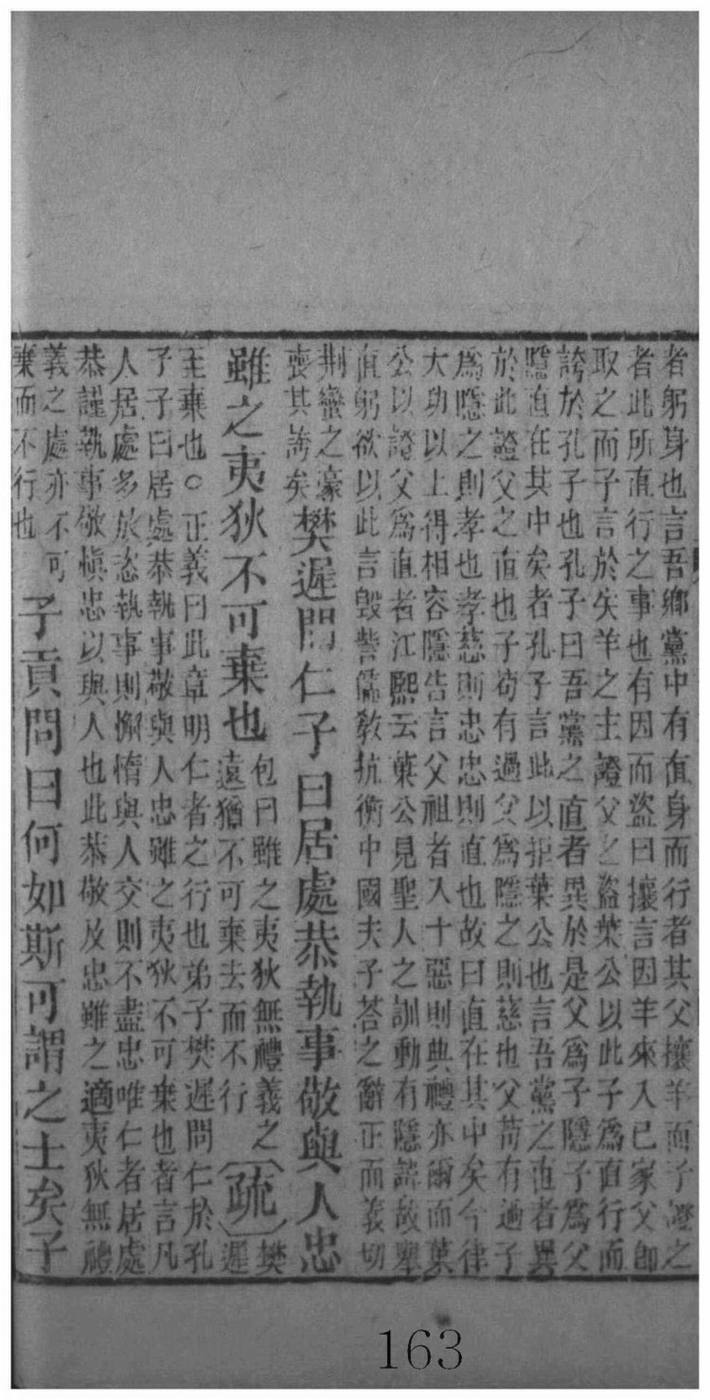 者躬身也言吾鄉黨中有直身而行者其父攘羊而子證之
者此所直行之事也有因而盜曰攘言因羊來入己家父卽
取之而子言於失羊之主證父之盜葉公以此子爲直行而
誇於孔子也孔子曰吾黨之直者異於是父爲子隱子爲父
隱直在其中矣者孔子言此以拒葉公也言吾黨之直者異
於此證父之直也子苟有過父爲隱之則慈也父苟有過子
爲隱之則孝也孝慈則忠忠則直也故曰直在其中矣今律
大功以上得相容隱告言父祖者入十惡則典禮亦爾而葉
公以證父爲直者江熙云葉公見聖人之訓動有隱諱故舉
直躬欲以此言毀訾儒敎抗衡中國夫子荅之辭正而義切
荆蠻之豪
喪其誇矣
樊遲問仁子曰居處恭執事敬與人忠
雖之夷狄不可棄也
包曰雖之夷狄無禮義之
處猶不可棄去而不行
疏
樊
遲
至棄也○正義曰此章明仁者之行也弟子樊遲問仁於孔
子子曰居處恭執事敬與人忠雖之夷狄不可棄也者言凡
人居處多於恣執事則懈惰與人交則不盡忠唯仁者居處
恭謹執事敬愼忠以與人也此恭敬及忠雖之適夷狄無禮
義之處亦不可
棄而不行也
子貢問曰何如斯可謂之士矣子
163